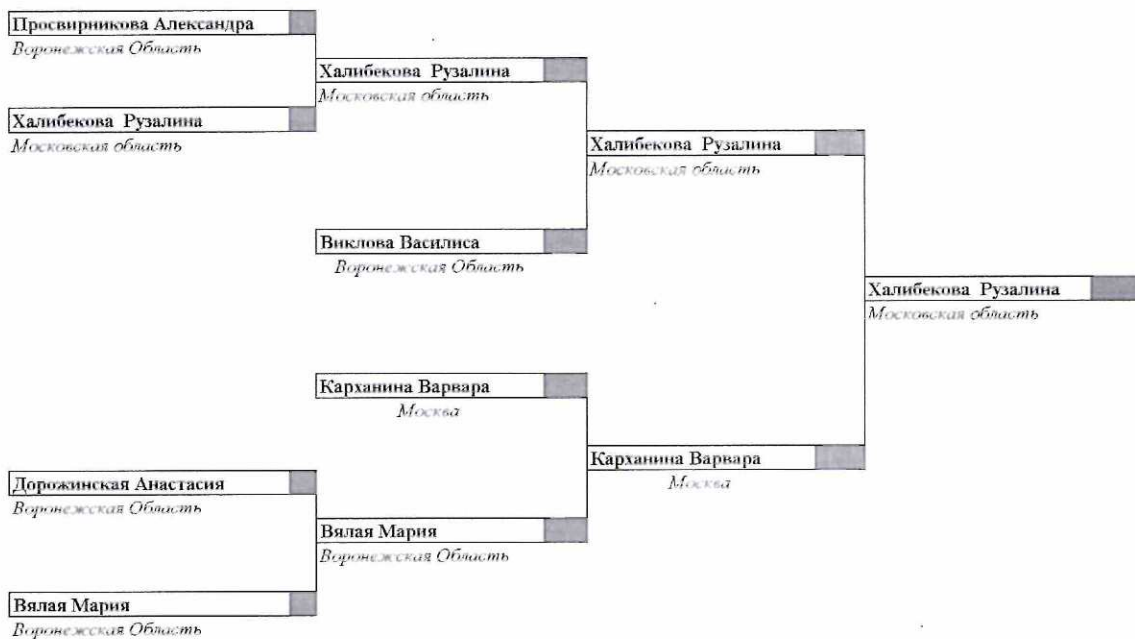 Просвирникова Александра
Воронежская Область
Халибекова Рузалина
Московская область
Халибекова Рузалина
Московская область
Виклова Василиса
Воронежская Область
Халибекова Рузалина
Московская область
Халибекова Рузалина
Московская область
Карханина Варвара
Москва
Карханина Варвара
Москва
Дорожинская Анастасия
Воронежская Область
Вялая Мария
Воронежская Область
Вялая Мария
Воронежская Область